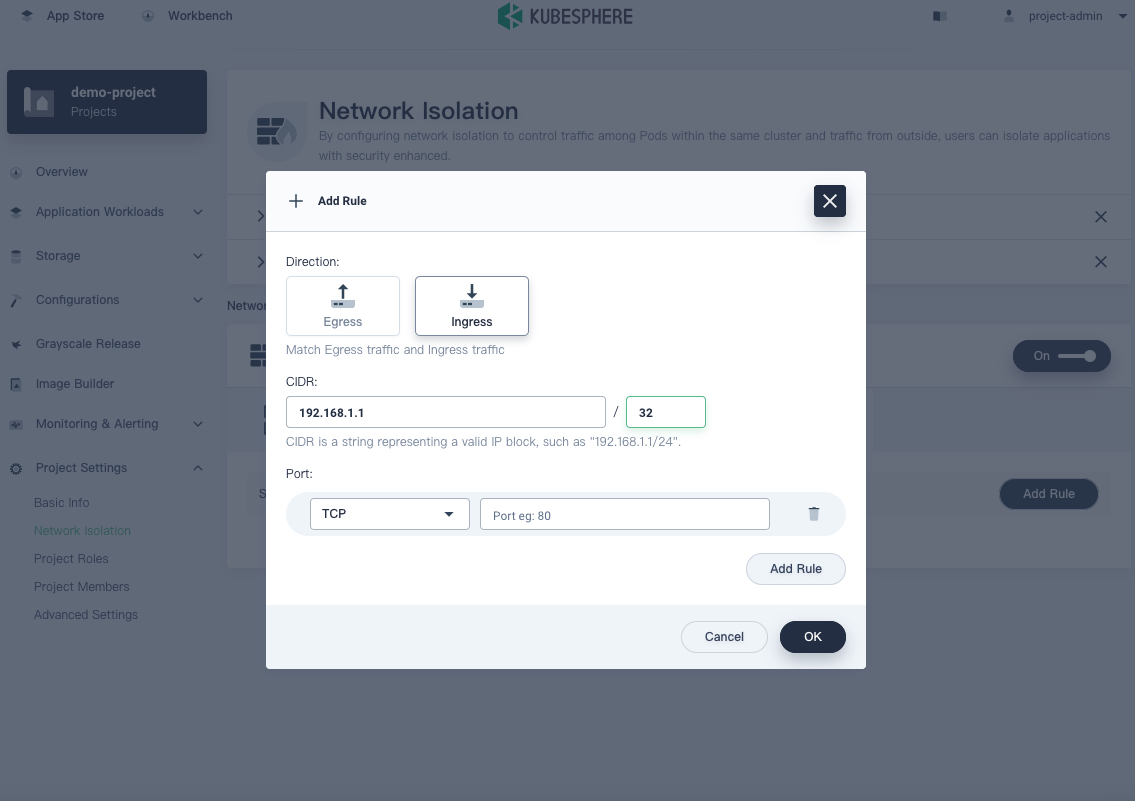 App Store
Workbench
KUBESPHERE
project-admin
demo-project
Projects
Network Isolation
By configuring network isolation to control traffic among Pods within the same cluster and traffic from outside, users can isolate applications
with security enhanced.
Overview
Application Workloads
Storage
Configurations
Grayscale Release
Image Builder
Monitoring & Alerting
Project Settings
Basic Info
Network Isolation
Project Roles
Project Members
Advanced Settings
On
Add Rule
Add Rule
Direction:
Egress
Ingress
Match Egress traffic and Ingress traffic
CIDR:
192.168.1.1 / 32
CIDR is a string representing a valid IP block, such as "192.168.1.1/24".
Port:
TCP
Port eg: 80
Add Rule
Cancel
OK